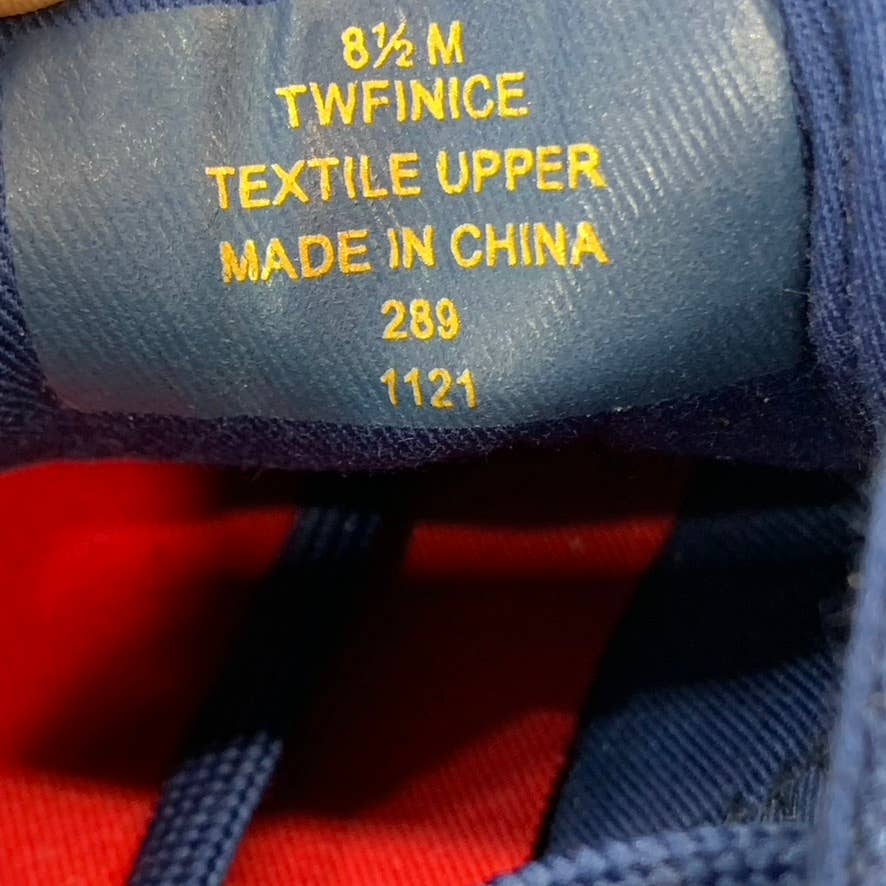 8½ M
TWFINICE
TEXTILE UPPER
MADE IN CHINA
289
1121